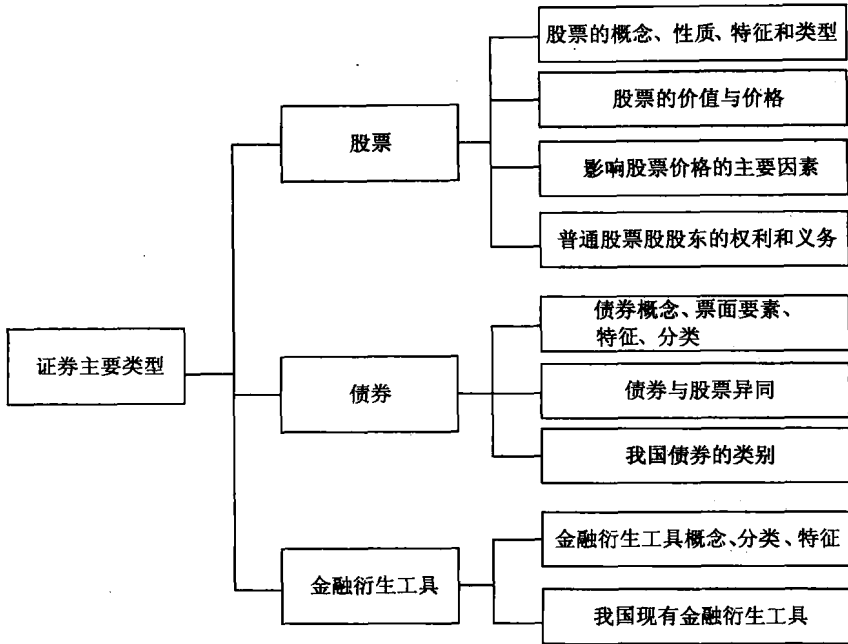 股票的概念、性质、特征和类型
股票的价值与价格
股票
影响股票价格的主要因素
普通股票股股东的权利和义务
债券概念、票面要素、
特征、分类
证券主要类型
债券
债券与股票异同
我国债券的类别
金融衍生工具概念、分类、特征
金融衍生工具
我国现有金融衍生工具